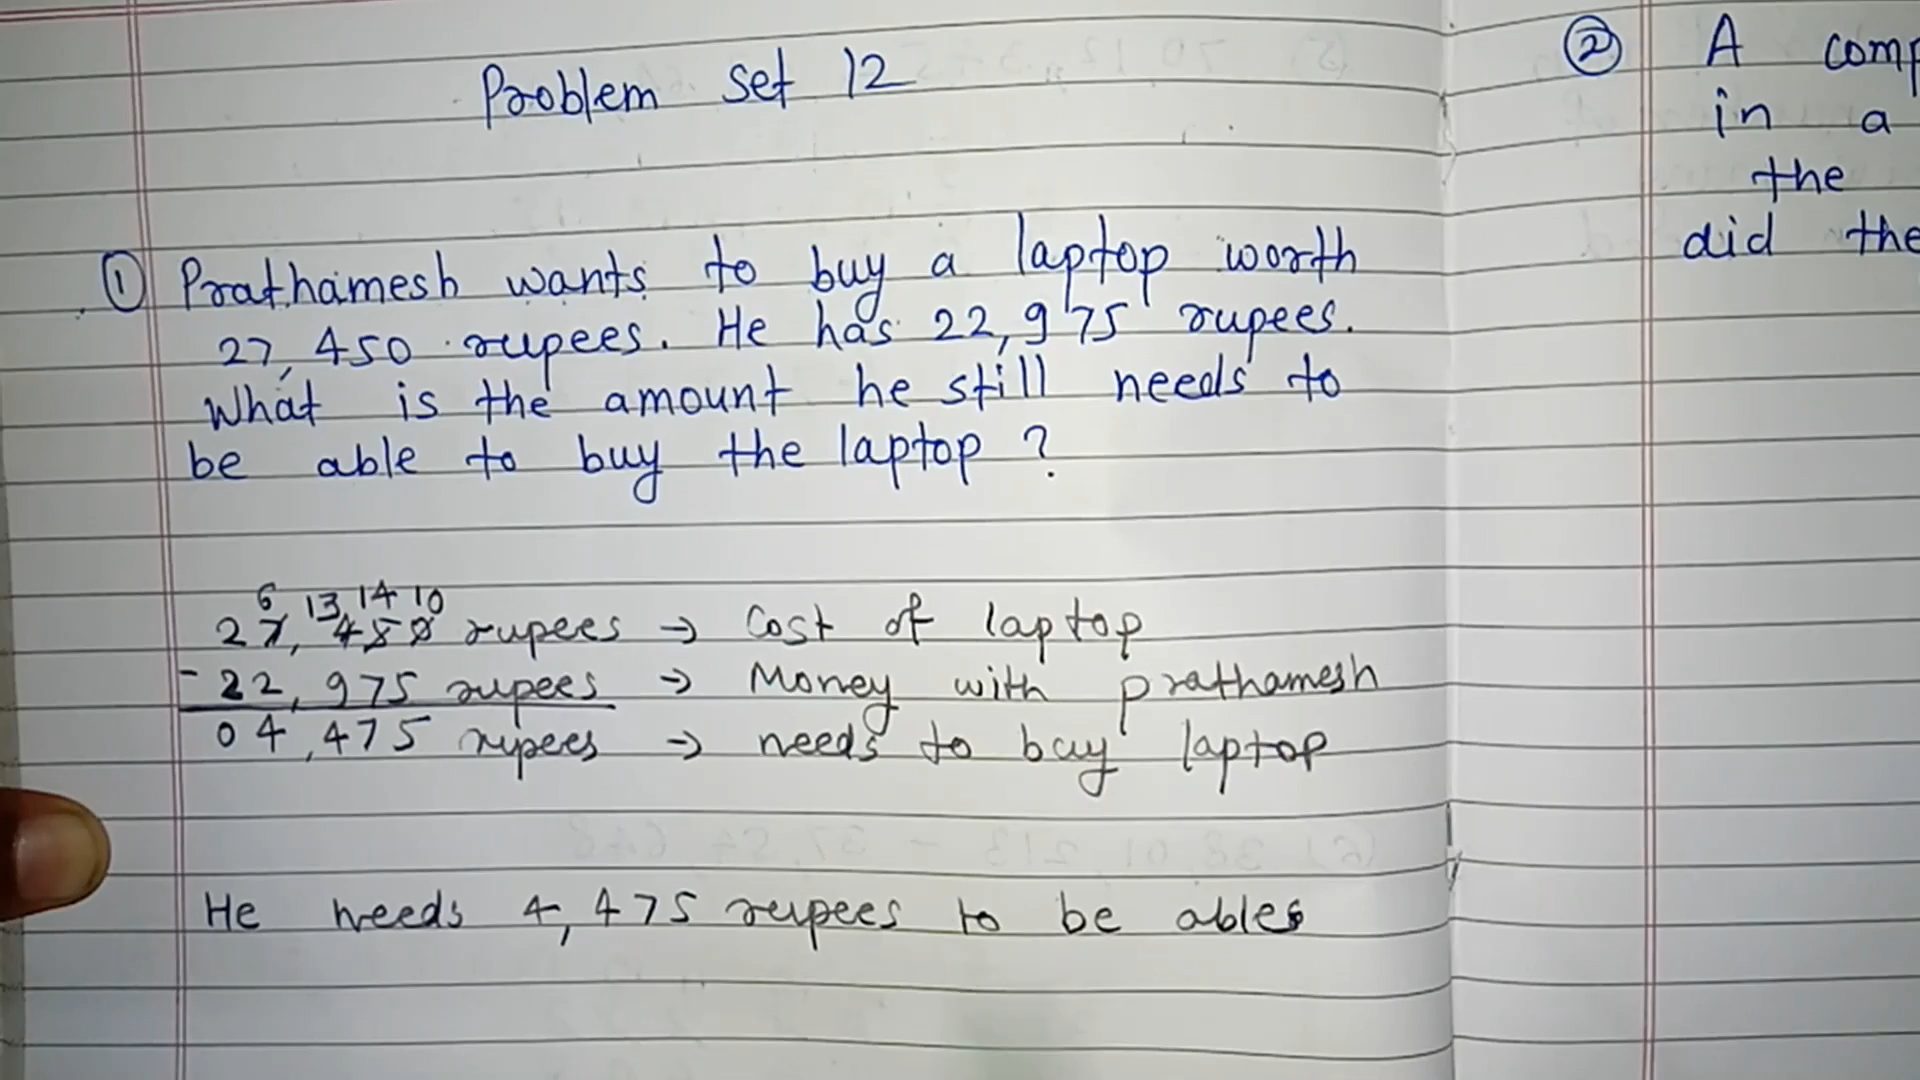 Problem Set 12
① Prathamesh wants to buy a laptop worth
27,450 rupees. He has 22,975 rupees.
What is the amount he still needs to
be able to buy the laptop ?
6 13 14 10
27,450 rupees → Cost of laptop
- 22,975 rupees → Money with prathamesh
04,475 rupees → needs to buy laptop
He needs 4,475 rupees to be able
② A comp
in a
the
did the